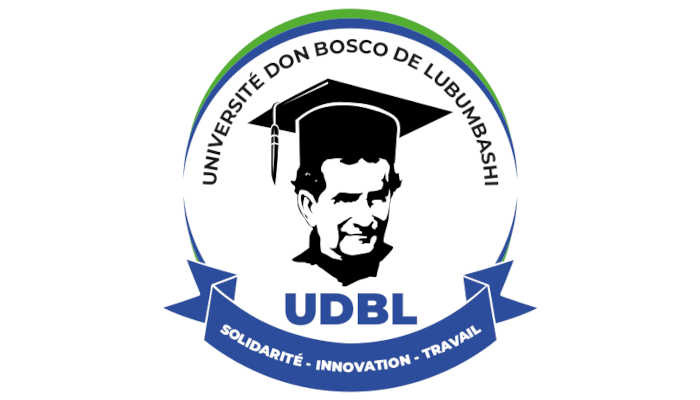 UNIVERSITÉ DON BOSCO DE LUBUMBASHI
UDBL
SOLIDARITÉ - INNOVATION - TRAVAIL